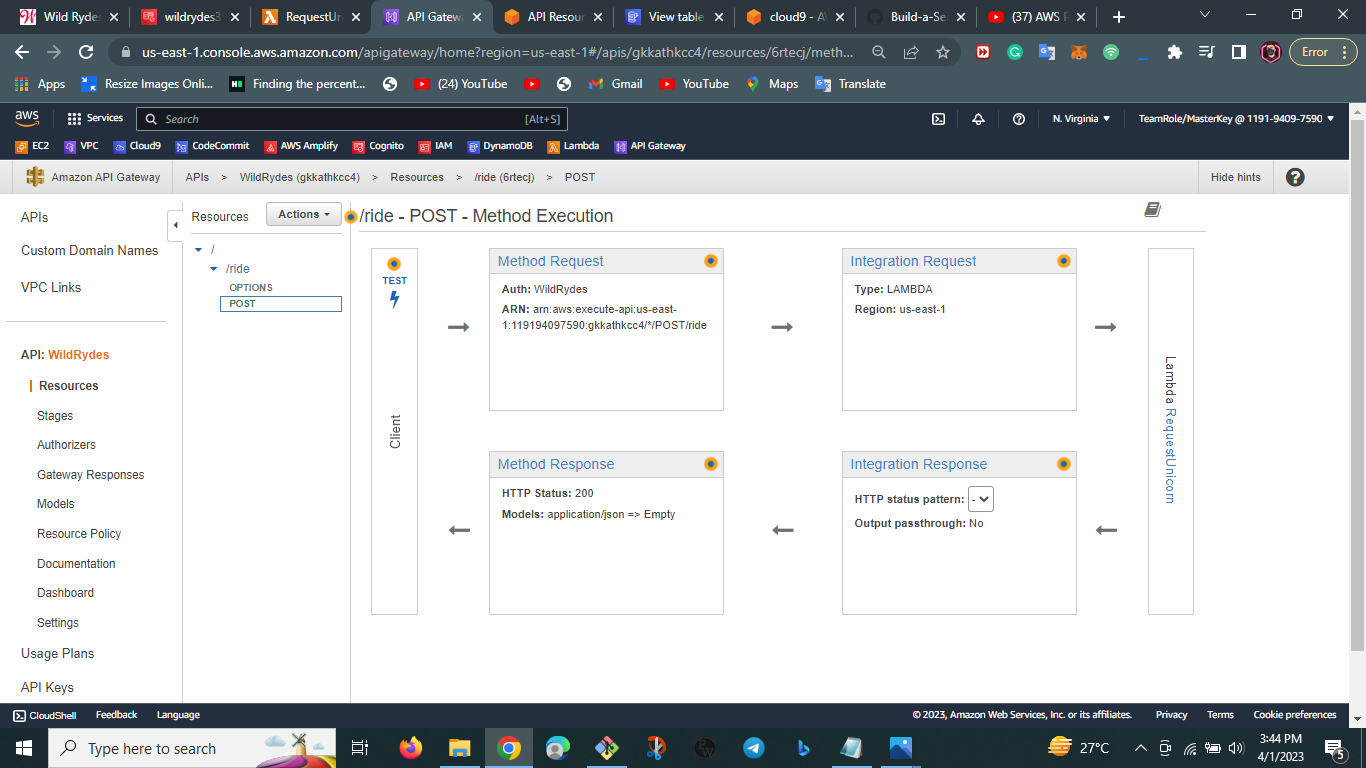 Wild Ryde
wildrydes3
RequestUn
API Gatew
API Resour
View table
cloud9 - A
Build-a-Se
(37) AWS P
us-east-1.console.aws.amazon.com/apigateway/home?region=us-east-1#/apis/gkkathkcc4/resources/6rtecj/meth...
Error
Apps
Resize Images Onli...
Finding the percent...
(24) YouTube
Gmail
YouTube
Maps
Translate
aws
Services
Search
[Alt+S]
N. Virginia
TeamRole/MasterKey @ 1191-9409-7590
EC2
VPC
Cloud9
CodeCommit
AWS Amplify
Cognito
IAM
DynamoDB
Lambda
API Gateway
Amazon API Gateway
APIs > WildRydes (gkkathkcc4) > Resources > /ride (6rtecj) > POST
Hide hints
APIs
Custom Domain Names
VPC Links
API: WildRydes
Resources
Stages
Authorizers
Gateway Responses
Models
Resource Policy
Documentation
Dashboard
Settings
Usage Plans
API Keys
Resources
Actions
/
/ride
OPTIONS
POST
/ride - POST - Method Execution
TEST
Client
Method Request
Auth: WildRydes
ARN: arn:aws:execute-api:us-east-
1:119194097590:gkkathkcc4/*/POST/ride
Integration Request
Type: LAMBDA
Region: us-east-1
Lambda RequestUnicorn
Method Response
HTTP Status: 200
Models: application/json => Empty
Integration Response
HTTP status pattern: -
Output passthrough: No
CloudShell
Feedback
Language
© 2023, Amazon Web Services, Inc. or its affiliates.
Privacy
Terms
Cookie preferences
Type here to search
27°C
3:44 PM
4/1/2023
5